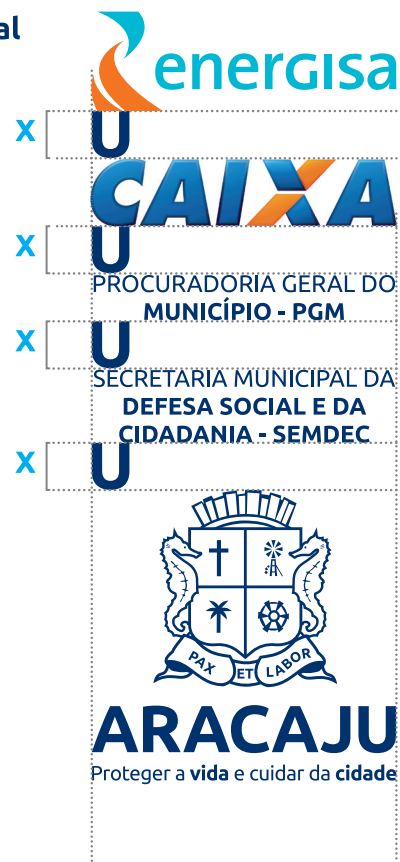 al
energisa
x
U
CAIXA
x
U
PROCURADORIA GERAL DO
MUNICÍPIO - PGM
x
U
SECRETARIA MUNICIPAL DA
DEFESA SOCIAL E DA
CIDADANIA - SEMDEC
x
U
PAX ET LABOR
ARACAJU
Proteger a vida e cuidar da cidade